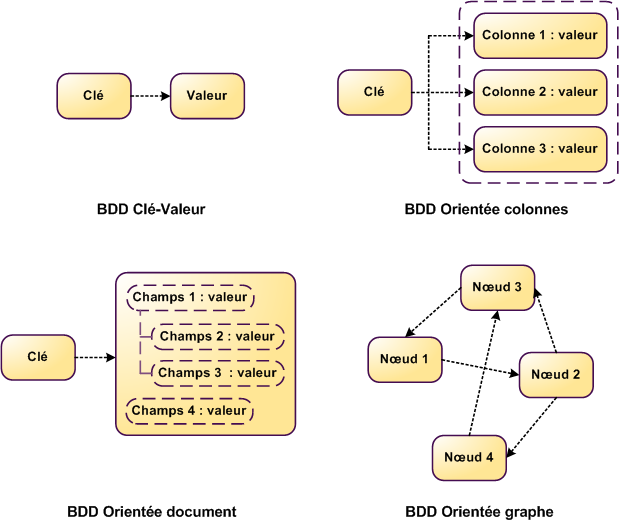 Clé
Valeur
BDD Clé-Valeur
Clé
Colonne 1 : valeur
Colonne 2 : valeur
Colonne 3 : valeur
BDD Orientée colonnes
Clé
Champs 1 : valeur
Champs 2 : valeur
Champs 3 : valeur
Champs 4 : valeur
BDD Orientée document
Nœud 3
Nœud 1
Nœud 2
Nœud 4
BDD Orientée graphe